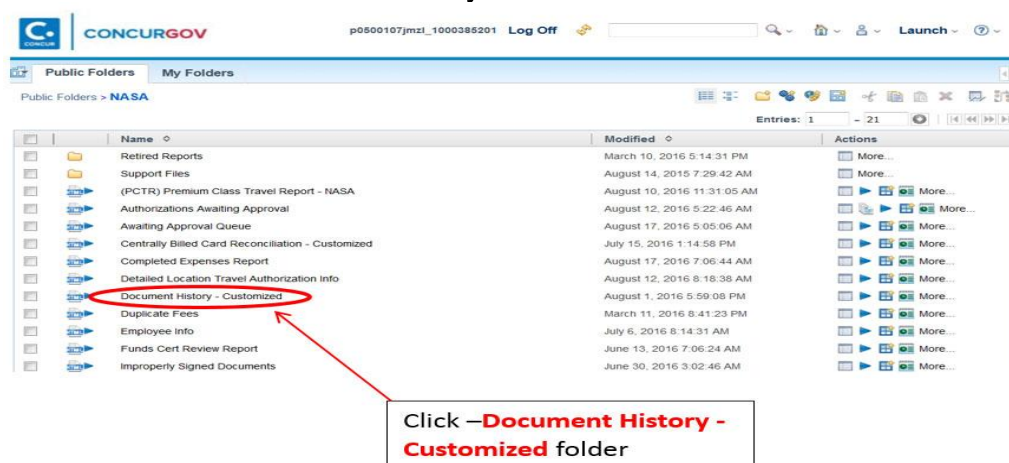 C.
CONCUR
CONCURGOV
p0500107jmzl_1000385201 Log Off
Launch
Public Folders My Folders
Public Folders > NASA
Entries: 1 - 21
Name Modified Actions
Retired Reports March 10, 2016 5:14:31 PM More...
Support Files August 14, 2015 7:29:42 AM More...
(PCTR) Premium Class Travel Report - NASA August 10, 2016 11:31:05 AM More...
Authorizations Awaiting Approval August 12, 2016 5:22:46 AM More...
Awaiting Approval Queue August 17, 2016 5:05:06 AM More...
Centrally Billed Card Reconciliation - Customized July 15, 2016 1:14:58 PM More...
Completed Expenses Report August 17, 2016 7:06:44 AM More...
Detailed Location Travel Authorization Info August 12, 2016 8:18:38 AM More...
Document History - Customized August 1, 2016 5:59:08 PM More...
Duplicate Fees March 11, 2016 8:41:23 PM More...
Employee Info July 6, 2016 8:14:31 AM More...
Funds Cert Review Report June 13, 2016 7:06:24 AM More...
Improperly Signed Documents June 30, 2016 3:02:46 AM More...
Click –Document History -
Customized folder